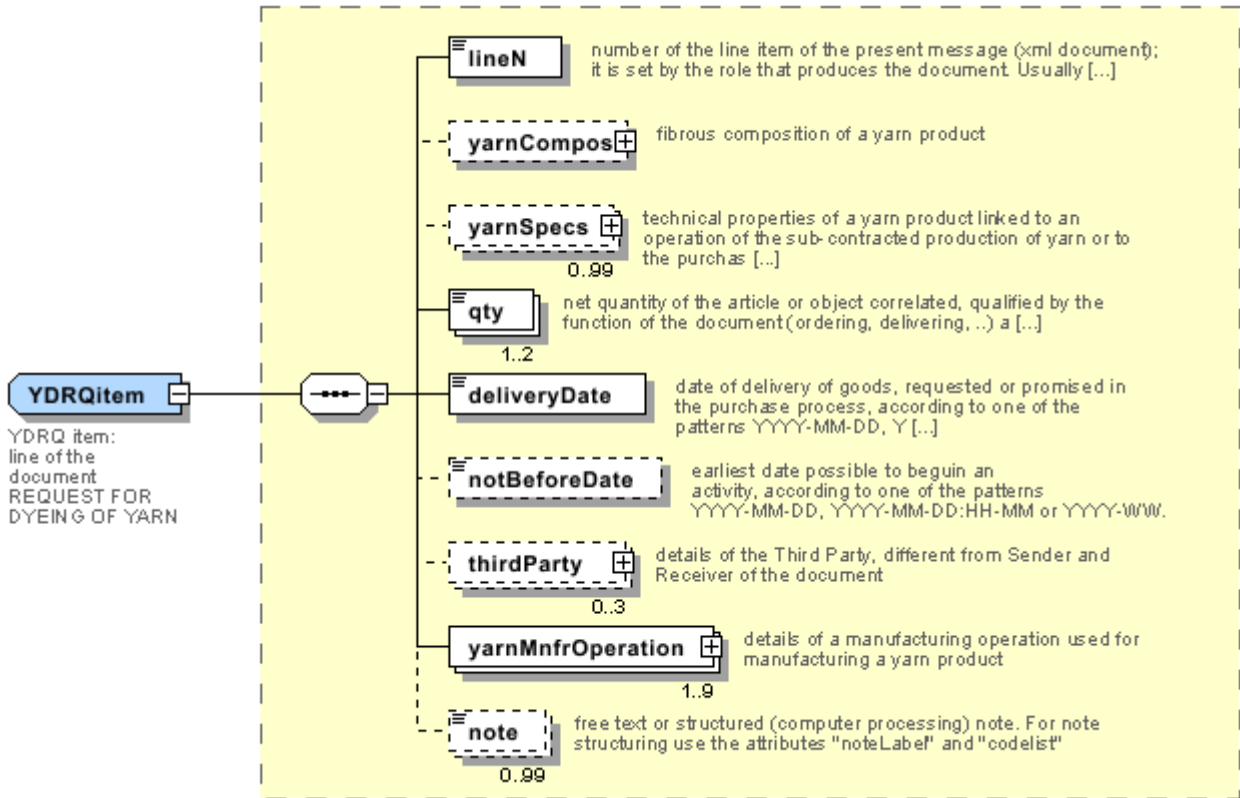 lineN
number of the line item of the present message (xml document);
it is set by the role that produces the document. Usually [...]
yarnCompos
fibrous composition of a yarn product
yarnSpecs
0..99
technical properties of a yarn product linked to an
operation of the sub-contracted production of yarn or to
the purchas [...]
qty
1..2
net quantity of the article or object correlated, qualified by the
function of the document (ordering, delivering, ..) a [...]
YDRQitem
YDRQ item:
line of the
document
REQUEST FOR
DYEING OF YARN
deliveryDate
date of delivery of goods, requested or promised in
the purchase process, according to one of the
patterns YYYY-MM-DD, Y [...]
notBeforeDate
earliest date possible to beguin an
activity, according to one of the patterns
YYYY-MM-DD, YYYY-MM-DD:HH-MM or YYYY-WW.
thirdParty
0..3
details of the Third Party, different from Sender and
Receiver of the document
yarnMnfrOperation
1..9
details of a manufacturing operation used for
manufacturing a yarn product
note
0..99
free text or structured (computer processing) note. For note
structuring use the attributes "noteLabel" and "codelist"